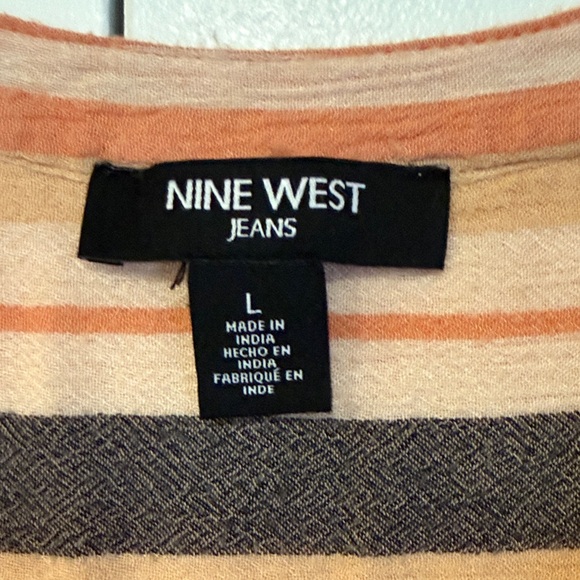 NINE WEST
JEANS
L
MADE IN
INDIA
HECHO EN
INDIA
FABRIQUÉ EN
INDE